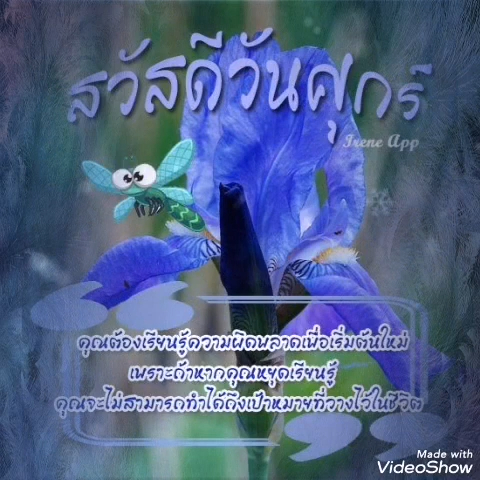 สวัสดีวันศุกร์
Irene App
คุณต้องเรียนรู้ความผิดพลาดเพื่อเริ่มต้นใหม่
เพราะถ้าหากคุณหยุดเรียนรู้
คุณจะไม่สามารถทำได้ถึงเป้าหมายที่วางไว้ในชีวิต
Made with
VideoShow